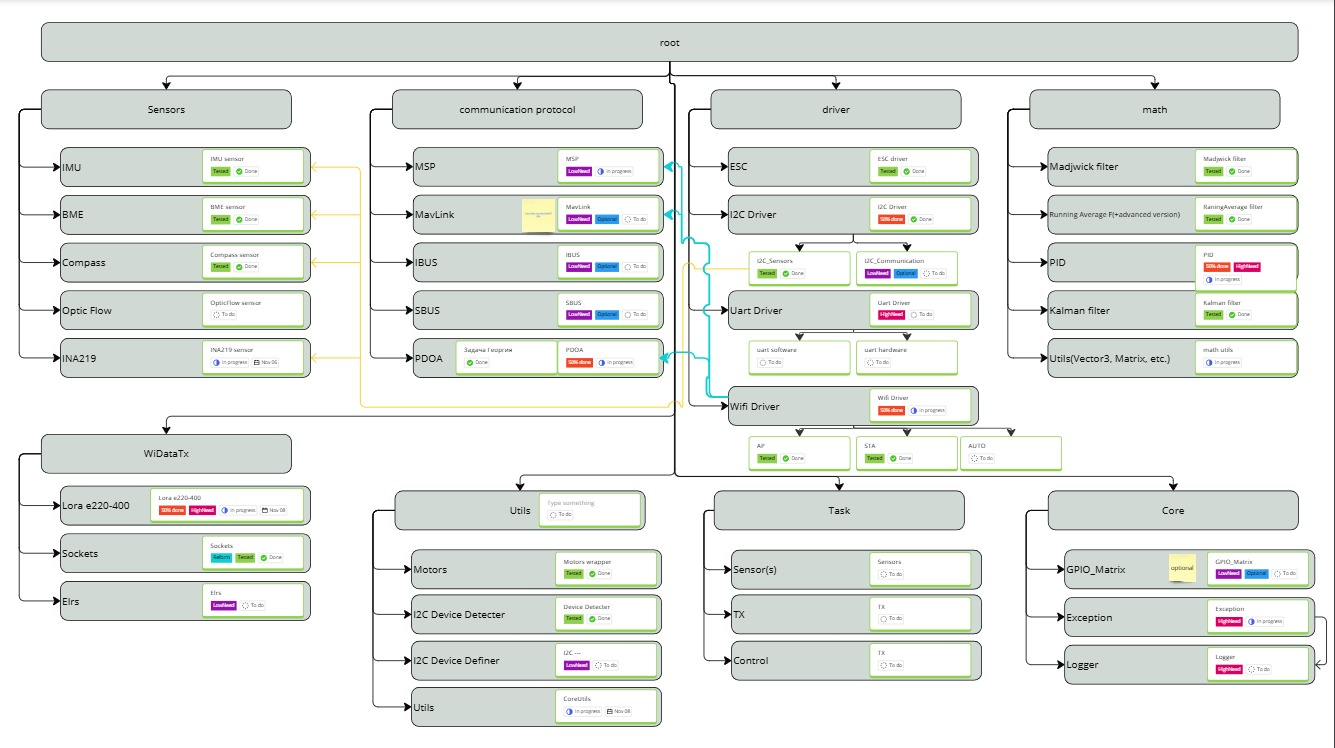 root
Sensors
IMU
IMU sensor
Tested Done
BME
BME sensor
Tested Done
Compass
Compass sensor
Tested Done
Optic Flow
OpticFlow sensor
To do
INA219
INA219 sensor
In progress Nov 06
communication protocol
MSP
MSP
LowNeed In progress
MavLink
MavLink
LowNeed Optional To do
IBUS
IBUS
LowNeed Optional To do
SBUS
SBUS
LowNeed Optional To do
PDOA
Задача Георгия
Done
PDOA
50% done In progress
driver
ESC
ESC driver
Tested Done
I2C Driver
I2C Driver
50% done Done
I2C_Sensors
Tested Done
I2C_Communication
LowNeed Optional To do
Uart Driver
Uart Driver
HighNeed To do
uart software
To do
uart hardware
To do
Wifi Driver
Wifi Driver
50% done In progress
AP
Tested Done
STA
Tested Done
AUTO
To do
math
Madjwick filter
Madjwick filter
Tested Done
Running Average F(+advanced version)
RaningAverage filter
Tested Done
PID
PID
50% done HighNeed
In progress
Kalman filter
Kalman filter
Tested Done
Utils(Vector3, Matrix, etc.)
math utils
In progress
WiDataTx
Lora e220-400
Lora e220-400
50% done HighNeed In progress Nov 08
Sockets
Sockets
Reform Tested Done
Elrs
Elrs
LowNeed To do
Utils
Type something
To do
Motors
Motors wrapper
Tested Done
I2C Device Detecter
Device Detecter
Tested Done
I2C Device Definer
I2C ---
LowNeed To do
Utils
CoreUtils
In progress Nov 08
Task
Sensor(s)
Sensors
To do
TX
TX
To do
Control
TX
To do
Core
GPIO_Matrix
optional
GPIO_Matrix
LowNeed Optional To do
Exception
Exception
HighNeed In progress
Logger
Logger
HighNeed To do